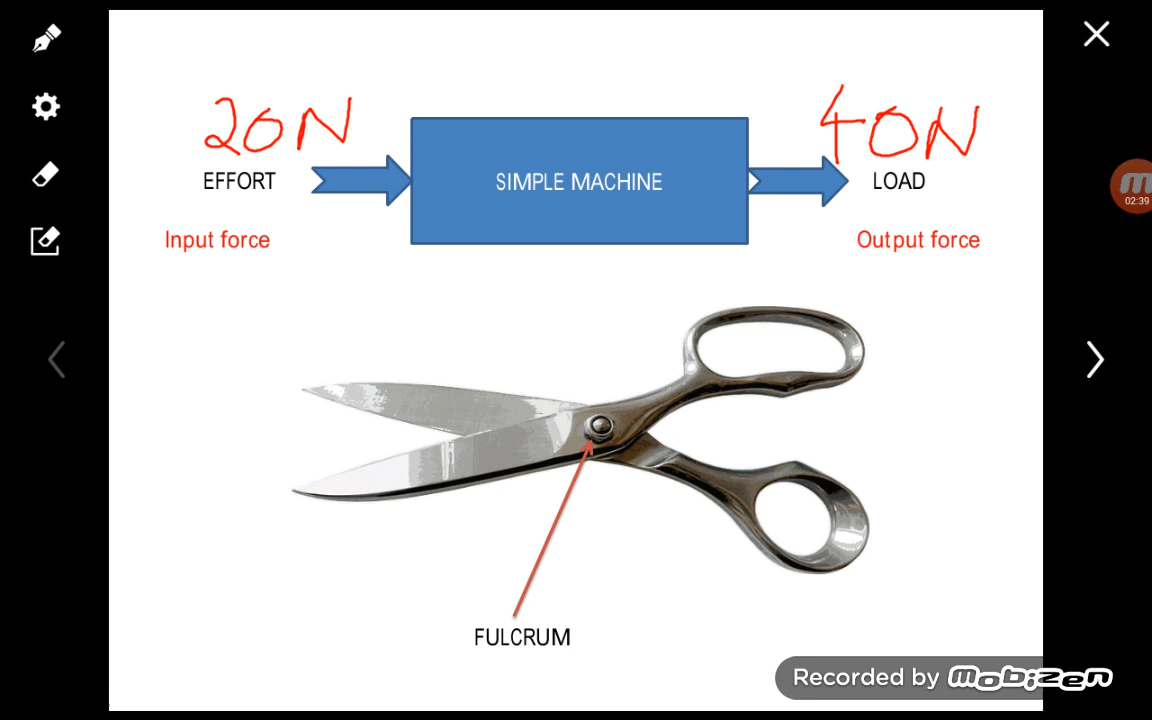 20N
40N
EFFORT
SIMPLE MACHINE
LOAD
02:39
Input force
Output force
FULCRUM
Recorded by mobizen